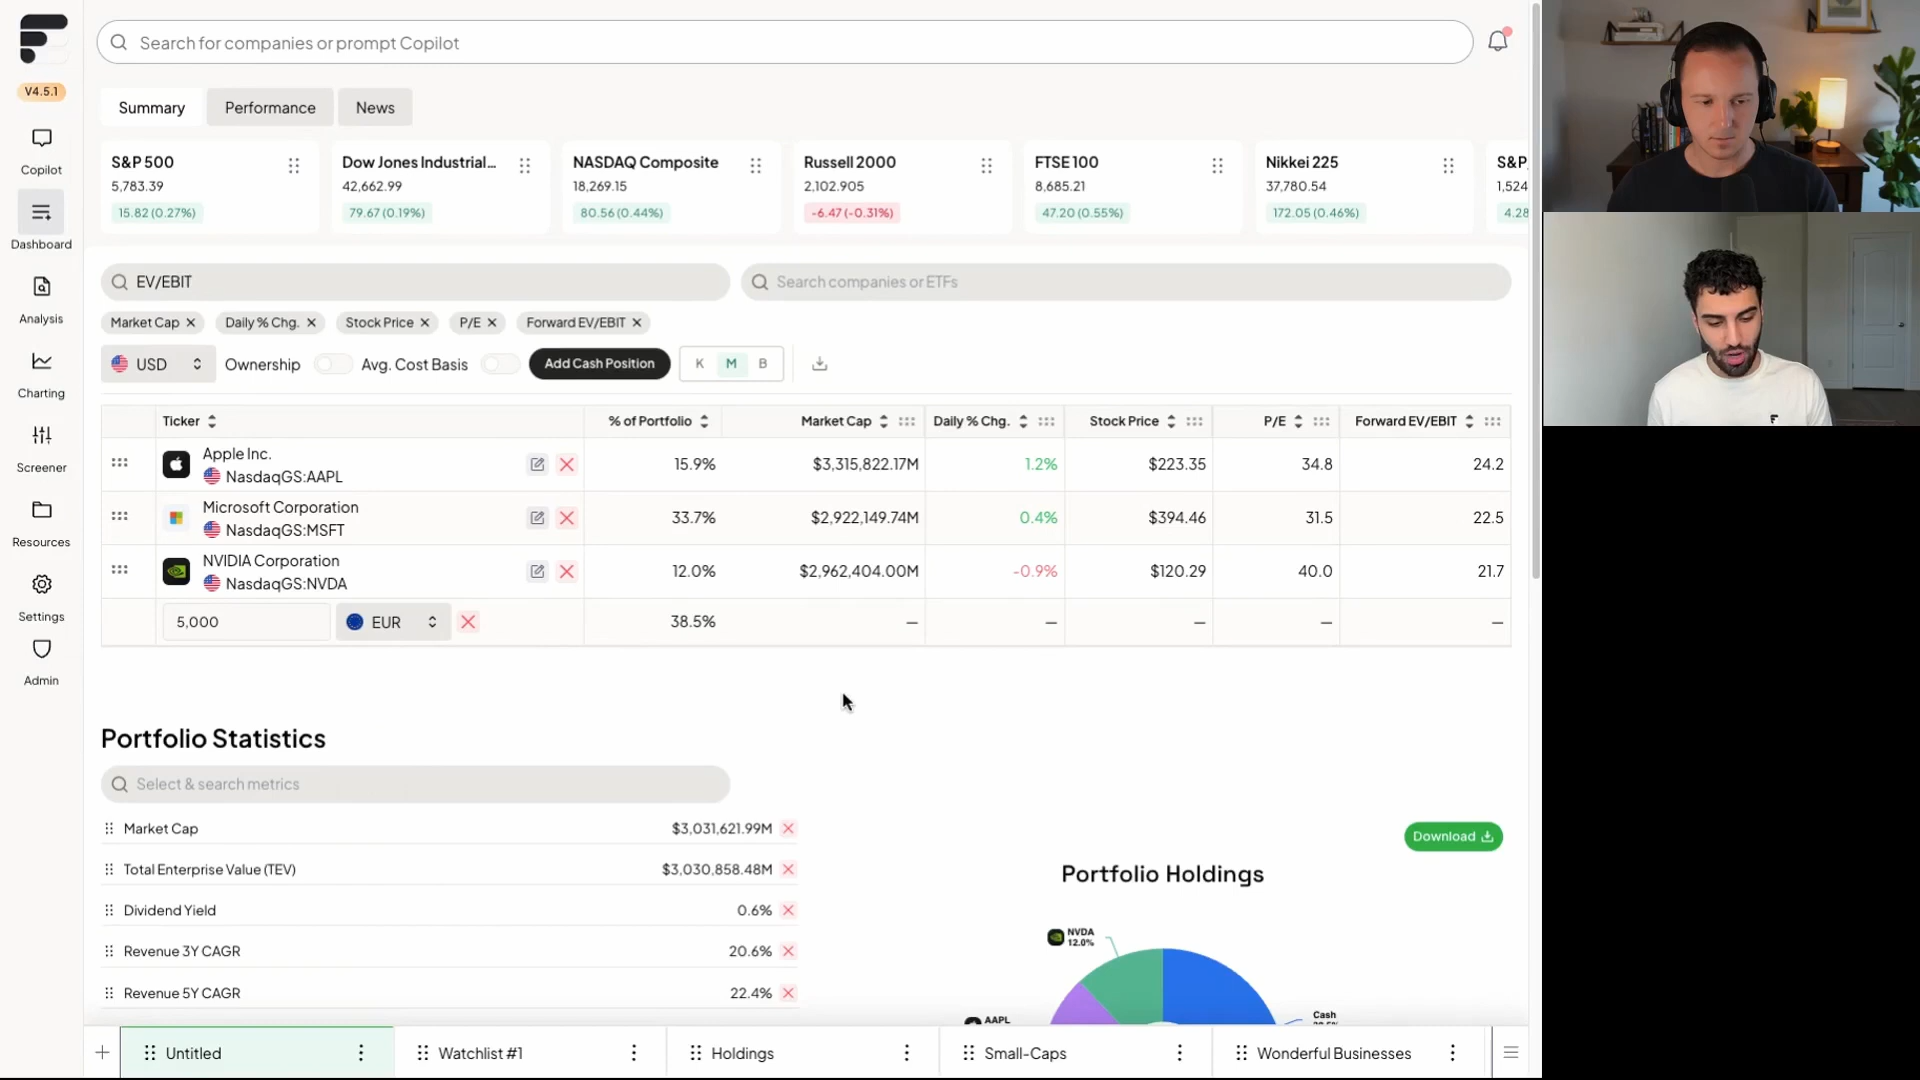 Search for companies or prompt Copilot
V4.5.1
Copilot
Dashboard
Analysis
Charting
Screener
Resources
Settings
Admin
Summary
Performance
News
S&P 500
5,783.39
15.82 (0.27%)
Dow Jones Industrial...
42,662.99
79.67 (0.19%)
NASDAQ Composite
18,269.15
80.56 (0.44%)
Russell 2000
2,102.905
-6.47 (-0.31%)
FTSE 100
8,685.21
47.20 (0.55%)
Nikkei 225
37,780.54
172.05 (0.46%)
S&P
1,524
4.28
EV/EBIT
Search companies or ETFs
Market Cap
Daily % Chg.
Stock Price
P/E
Forward EV/EBIT
USD
Ownership
Avg. Cost Basis
Add Cash Position
K M B
Ticker % of Portfolio Market Cap Daily % Chg. Stock Price P/E Forward EV/EBIT
Apple Inc.
NasdaqGS:AAPL
15.9% $3,315,822.17M 1.2% $223.35 34.8 24.2
Microsoft Corporation
NasdaqGS:MSFT
33.7% $2,922,149.74M 0.4% $394.46 31.5 22.5
NVIDIA Corporation
NasdaqGS:NVDA
12.0% $2,962,404.00M -0.9% $120.29 40.0 21.7
5,000 EUR 38.5% — — — — —
Portfolio Statistics
Select & search metrics
Market Cap $3,031,621.99M
Total Enterprise Value (TEV) $3,030,858.48M
Dividend Yield 0.6%
Revenue 3Y CAGR 20.6%
Revenue 5Y CAGR 22.4%
Download
Portfolio Holdings
NVDA
12.0%
AAPL
Cash
Untitled
Watchlist #1
Holdings
Small-Caps
Wonderful Businesses